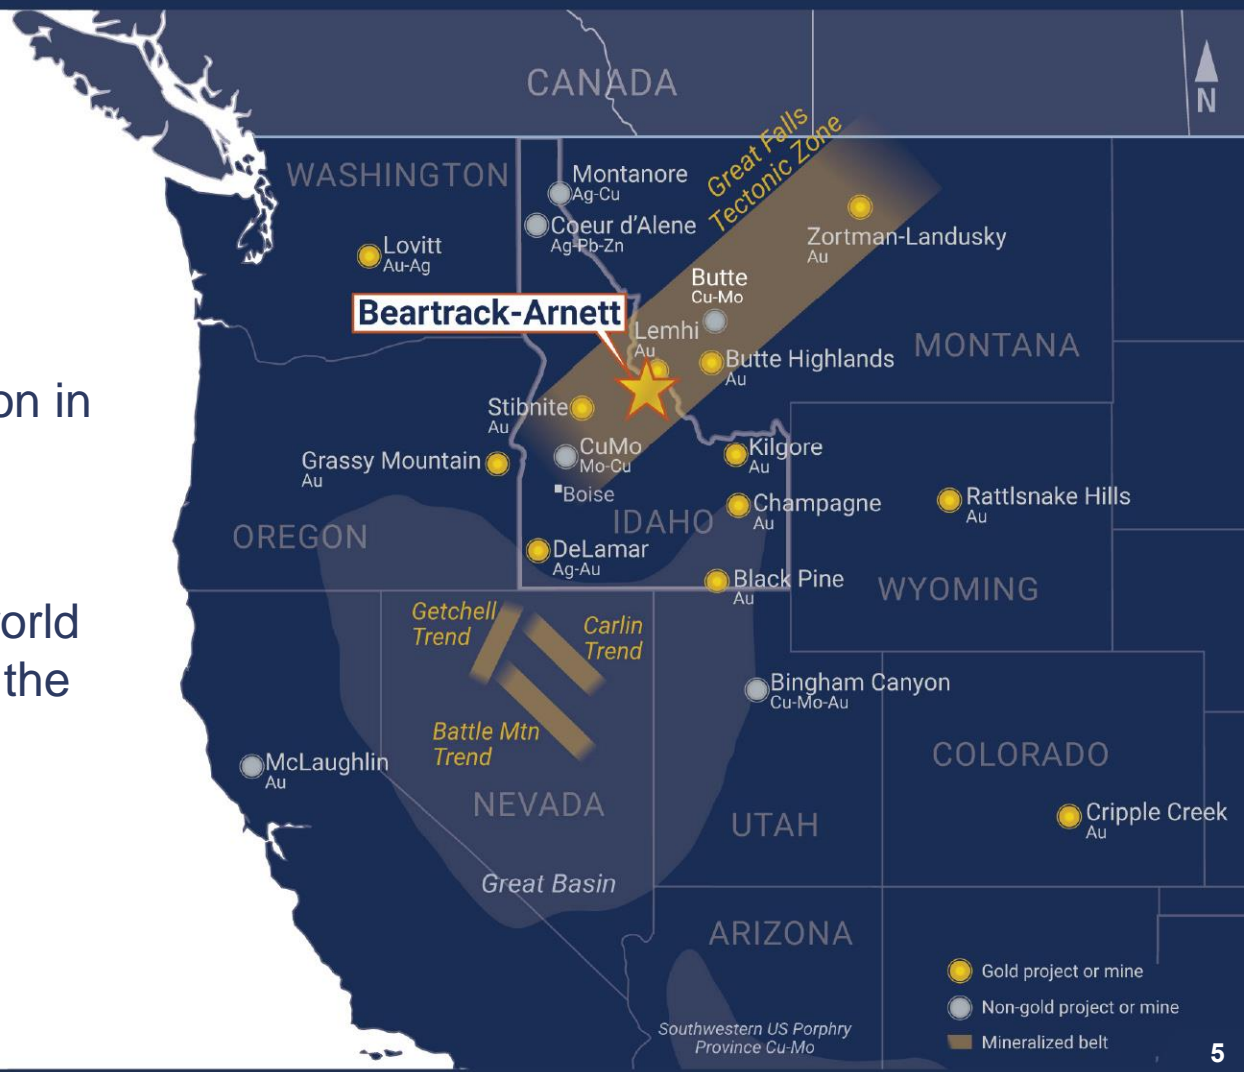 CANADA
N
Great Falls
Tectonic Zone
WASHINGTON
Montanore
Ag-Cu
Coeur d'Alene
Ag-Pb-Zn
Lovitt
Au-Ag
Zortman-Landusky
Au
Butte
Cu-Mo
Beartrack-Arnett
Lemhi
Au
MONTANA
Butte Highlands
Au
on in
Stibnite
Au
CuMo
Mo-Cu
Kilgore
Au
Grassy Mountain
Au
Boise
Rattlsnake Hills
Au
Champagne
Au
OREGON
IDAHO
DeLamar
Ag-Au
Black Pine
Au
WYOMING
Getchell
Trend
Carlin
Trend
orld
the
Bingham Canyon
Cu-Mo-Au
Battle Mtn
Trend
COLORADO
McLaughlin
Au
NEVADA
UTAH
Cripple Creek
Au
Great Basin
ARIZONA
Gold project or mine
Non-gold project or mine
Mineralized belt
Southwestern US Porphry
Province Cu-Mo
5